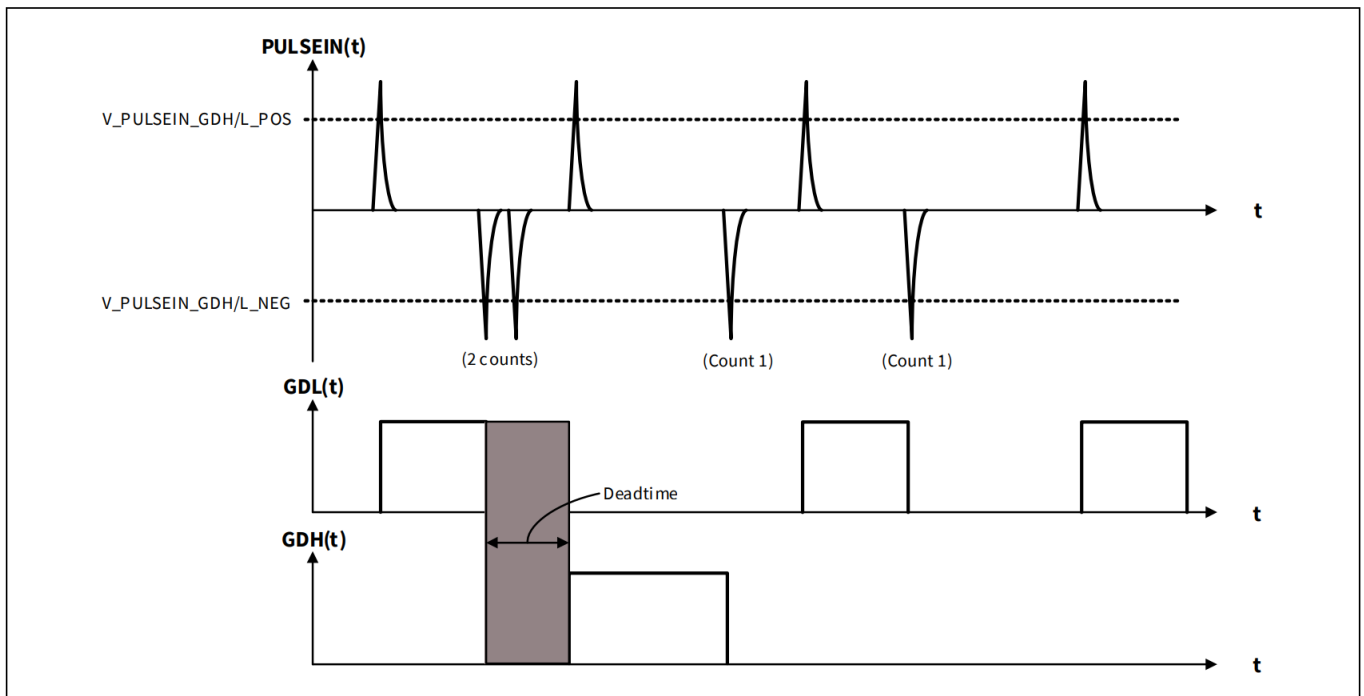 PULSEIN(t)
V_PULSEIN_GDH/L_POS
t
V_PULSEIN_GDH/L_NEG
(2 counts)
(Count 1)
(Count 1)
GDL(t)
Deadtime
t
GDH(t)
t